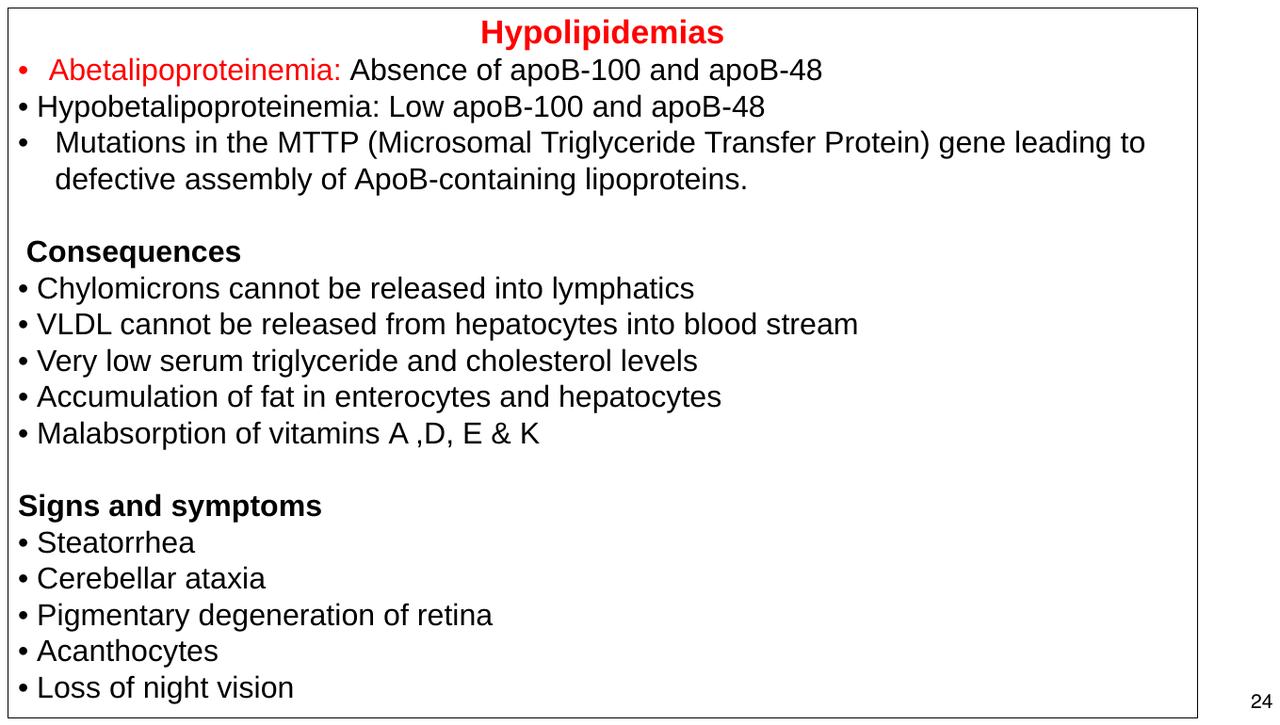 Hypolipidemias
• Abetalipoproteinemia: Absence of apoB-100 and apoB-48
• Hypobetalipoproteinemia: Low apoB-100 and apoB-48
• Mutations in the MTTP (Microsomal Triglyceride Transfer Protein) gene leading to
defective assembly of ApoB-containing lipoproteins.
Consequences
• Chylomicrons cannot be released into lymphatics
• VLDL cannot be released from hepatocytes into blood stream
• Very low serum triglyceride and cholesterol levels
• Accumulation of fat in enterocytes and hepatocytes
• Malabsorption of vitamins A ,D, E & K
Signs and symptoms
• Steatorrhea
• Cerebellar ataxia
• Pigmentary degeneration of retina
• Acanthocytes
• Loss of night vision
24